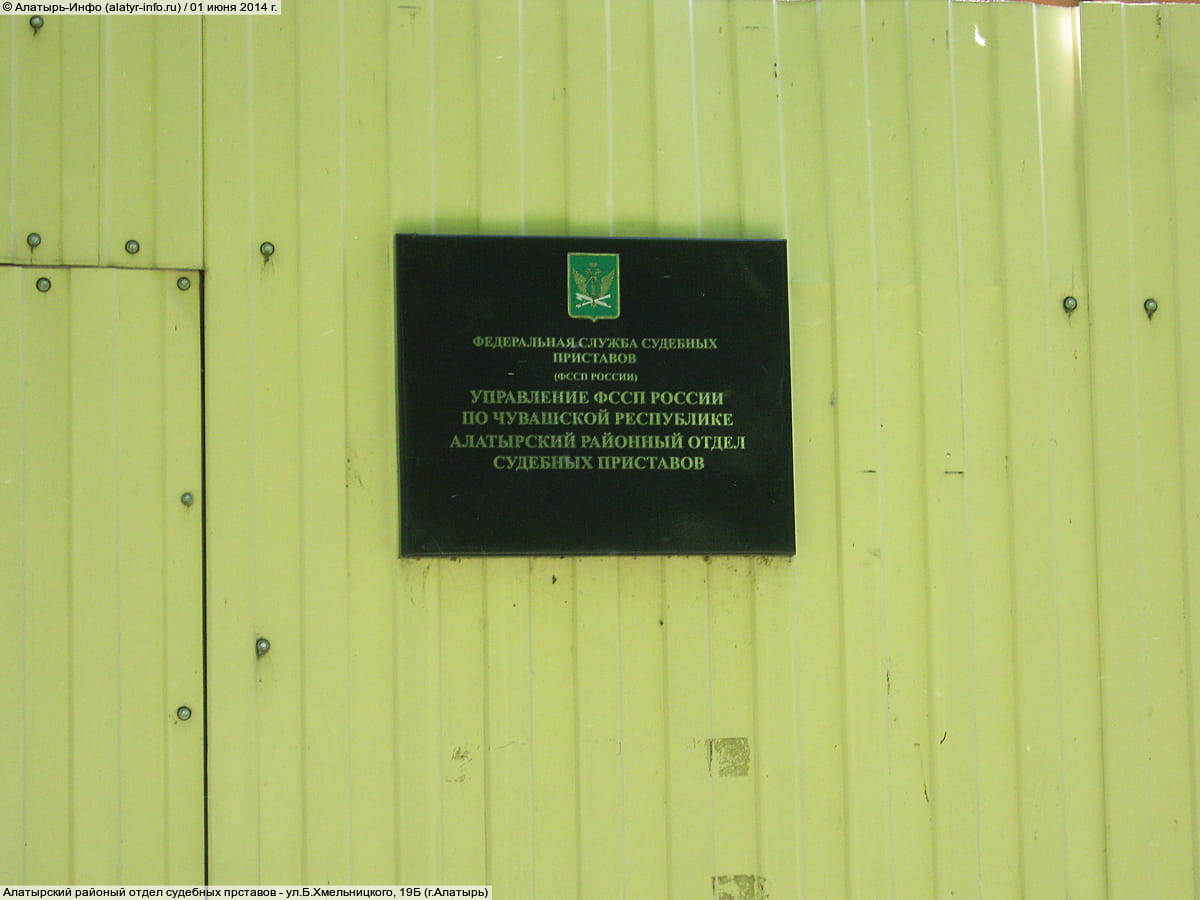 © Алатырь-Инфо (alatyr-info.ru) / 01 июня 2014 г.
ФЕДЕРАЛЬНАЯ СЛУЖБА СУДЕБНЫХ
ПРИСТАВОВ
(ФССП РОССИИ)
УПРАВЛЕНИЕ ФССП РОССИИ
ПО ЧУВАШСКОЙ РЕСПУБЛИКЕ
АЛАТЫРСКИЙ РАЙОННЫЙ ОТДЕЛ
СУДЕБНЫХ ПРИСТАВОВ
Алатырский районый отдел судебных прставов - ул.Б.Хмельницкого, 19Б (г.Алатырь)